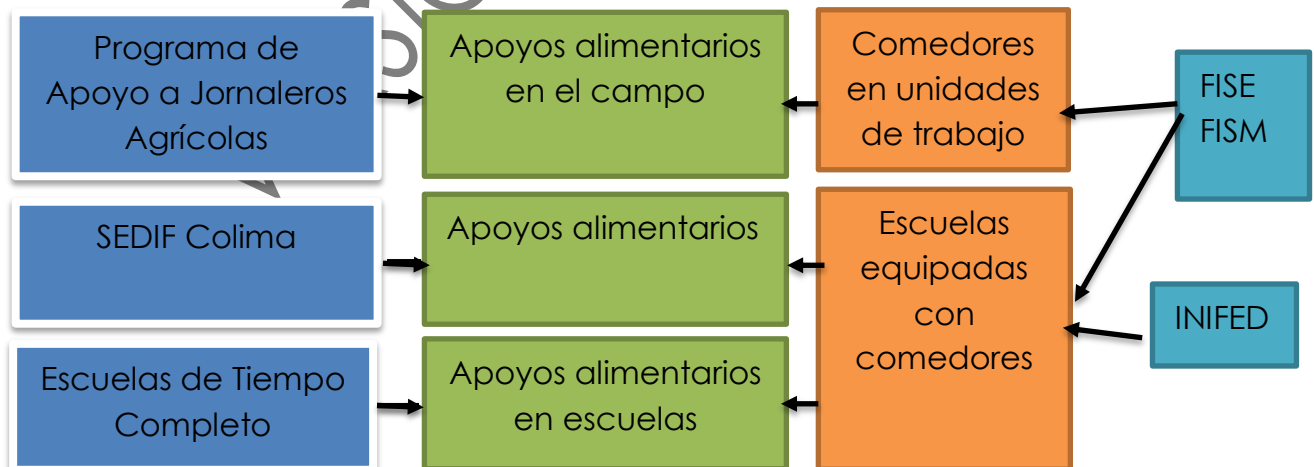 Programa de
Apoyo a Jornaleros
Agrícolas
Apoyos alimentarios
en el campo
Comedores
en unidades
de trabajo
FISE
FISM
SEDIF Colima
Apoyos alimentarios
Escuelas
equipadas
con
comedores
INIFED
Escuelas de Tiempo
Completo
Apoyos alimentarios
en escuelas